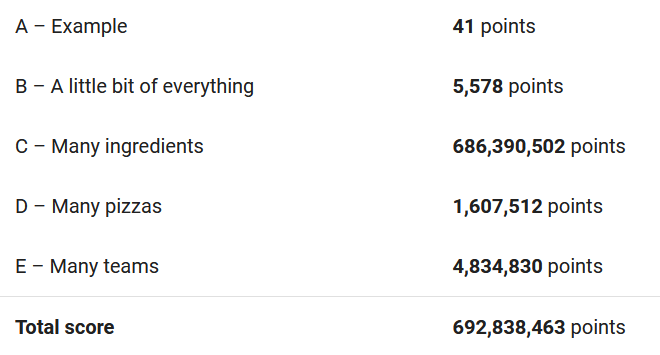 A – Example 41 points
B – A little bit of everything 5,578 points
C – Many ingredients 686,390,502 points
D – Many pizzas 1,607,512 points
E – Many teams 4,834,830 points
Total score 692,838,463 points